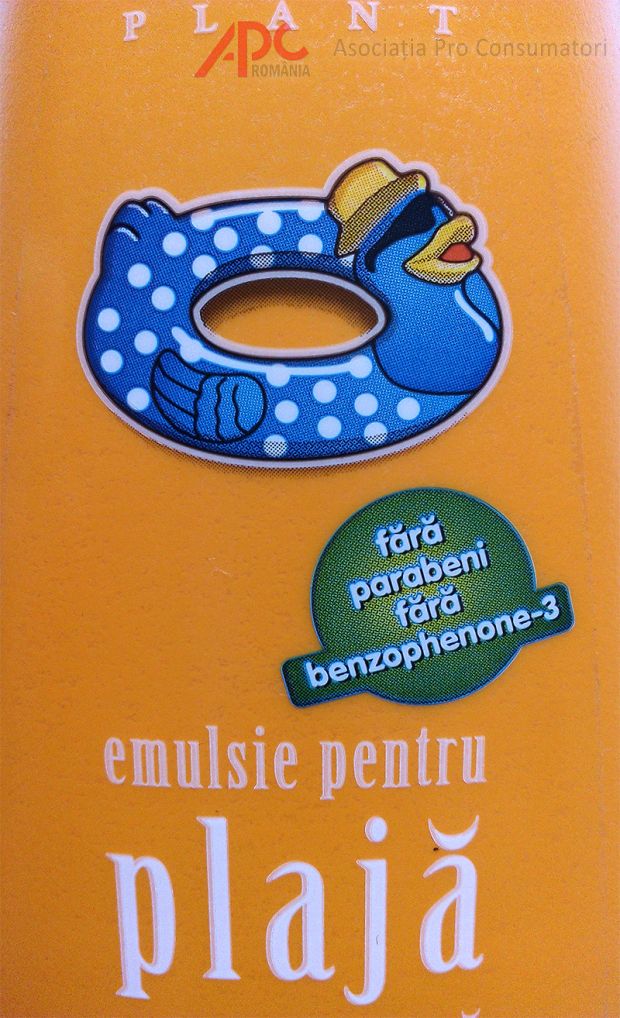 PLANT
APC ROMÂNIA Asociația Pro Consumatori
fără
parabeni
fără
benzophenone-3
emulsie pentru
plajă